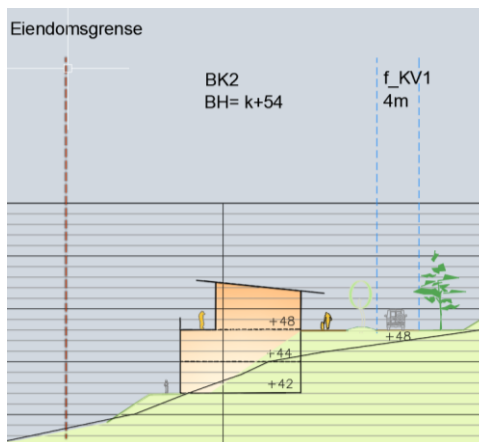 Eiendomsgrense
BK2
BH= k+54
f_KV1
4m
+48
+48
+44
+42